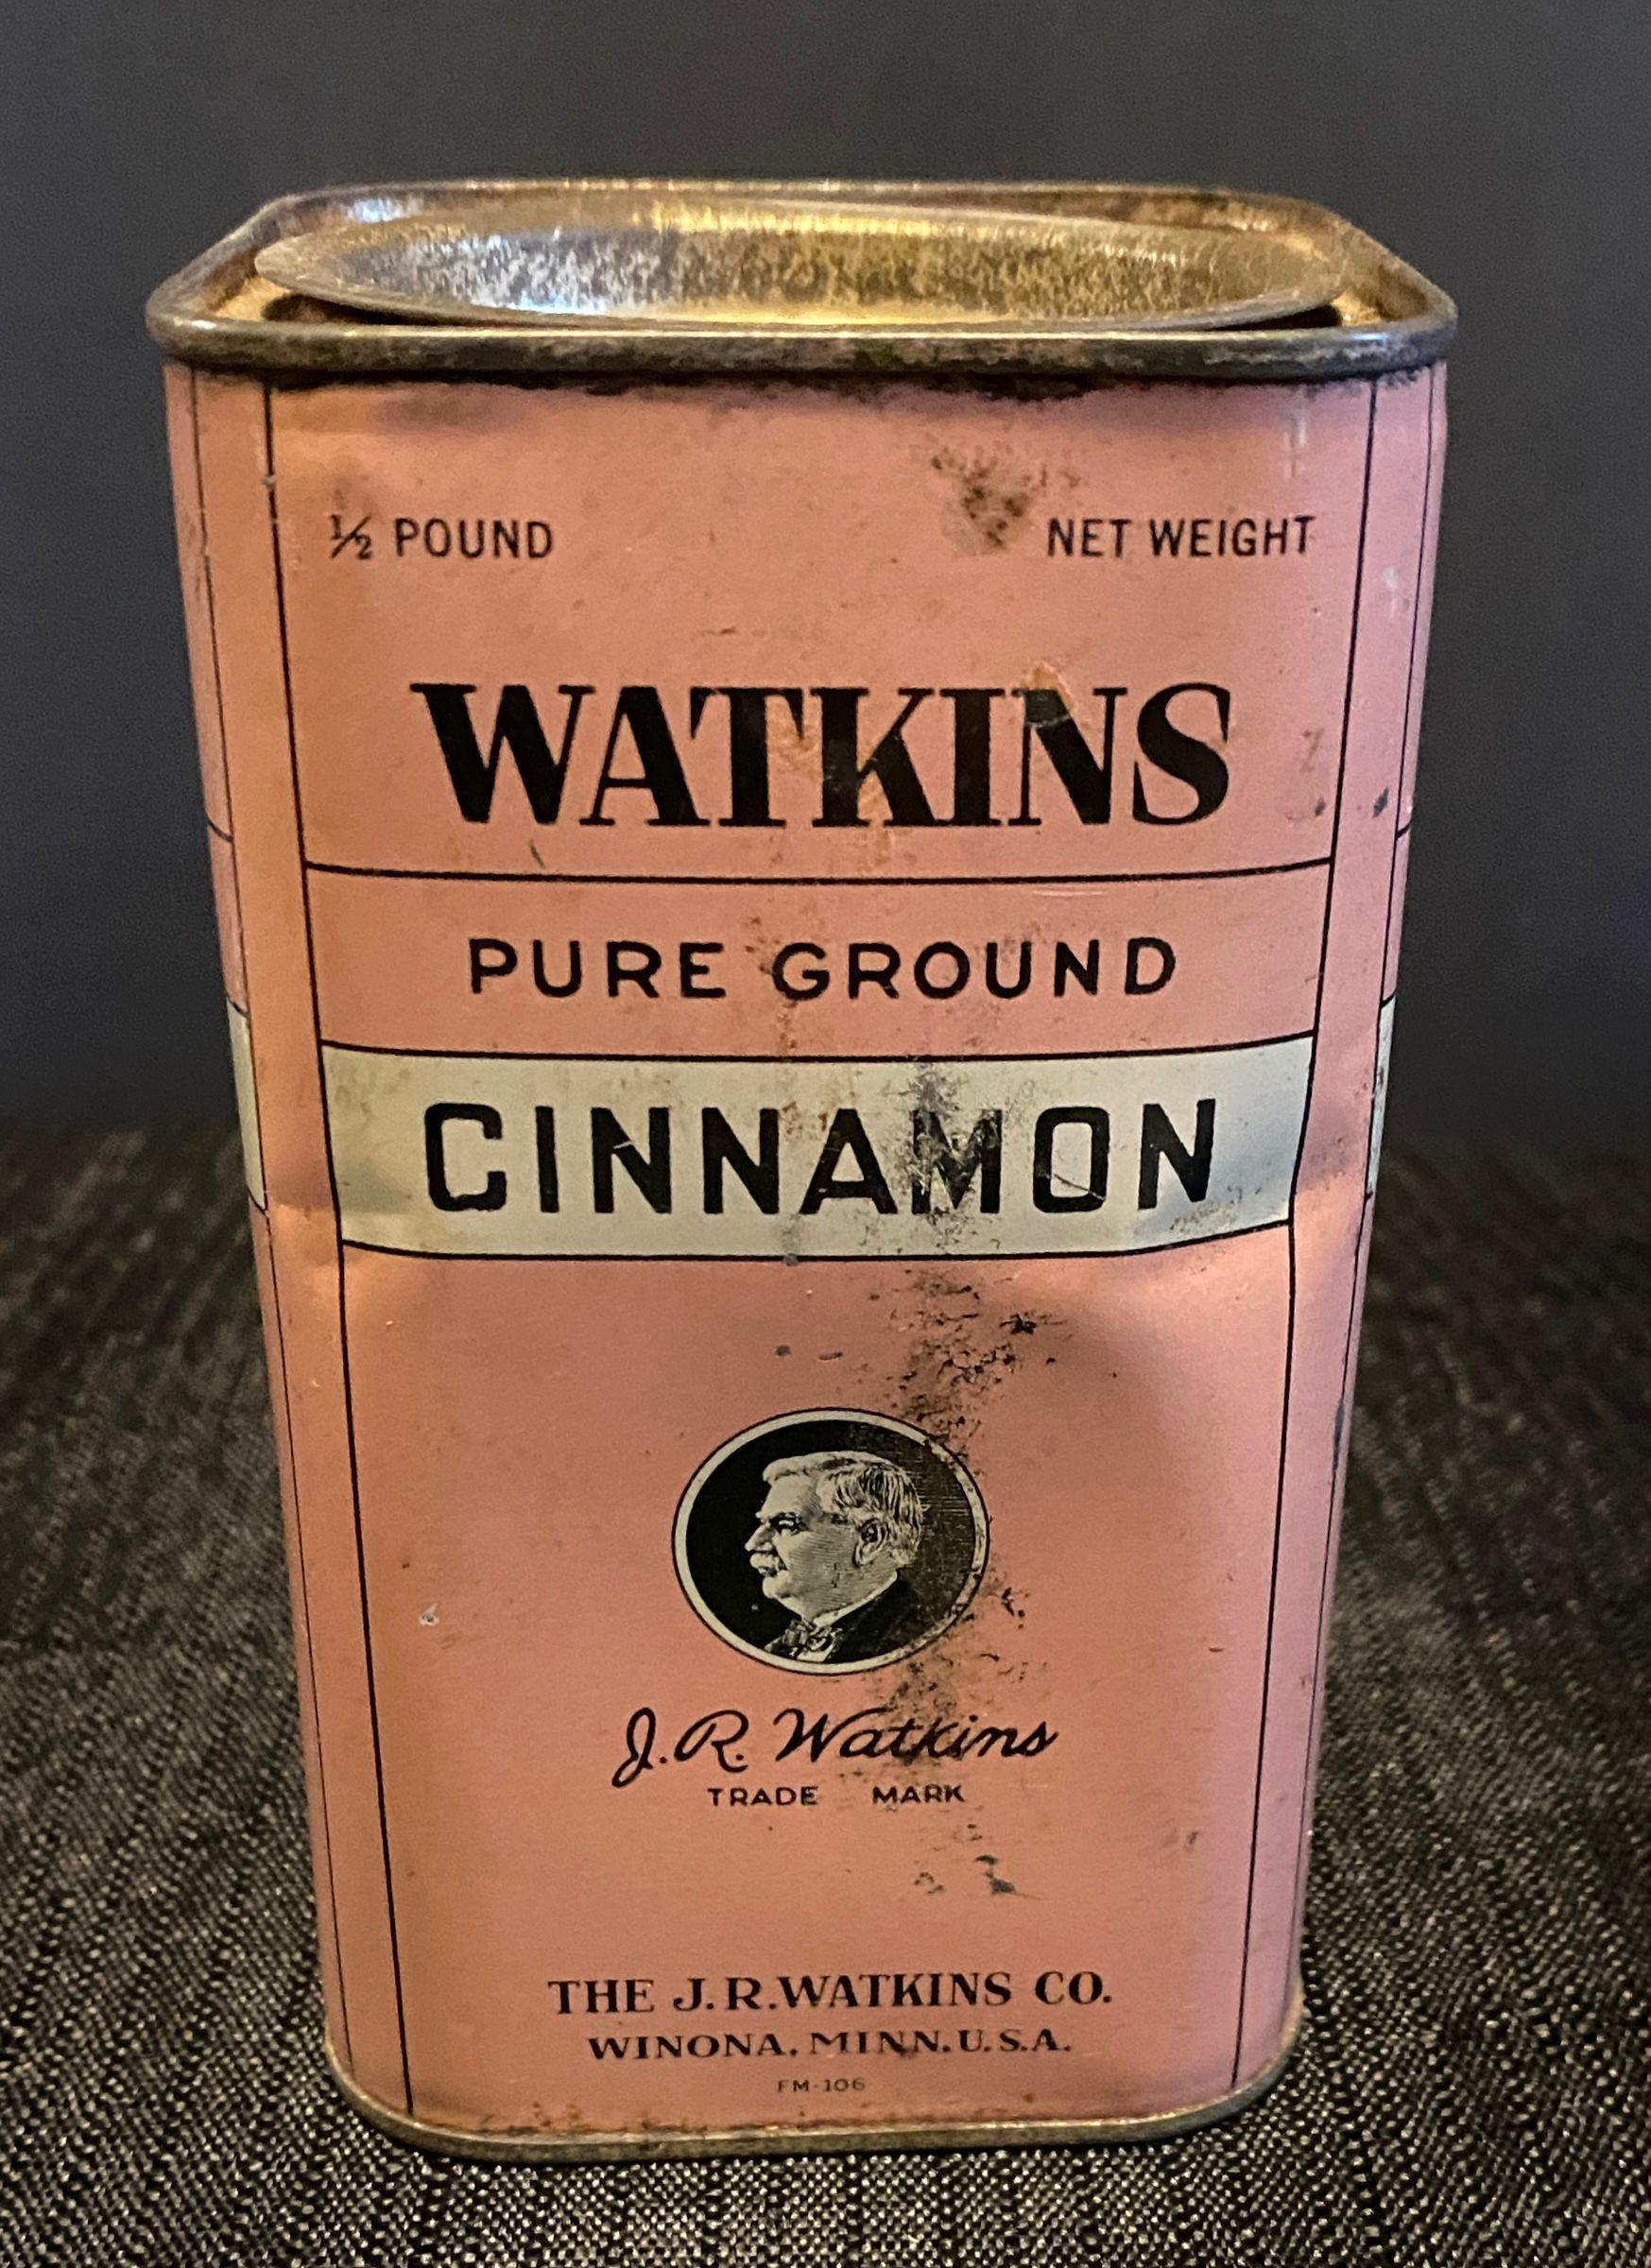 ½ POUND NET WEIGHT
WATKINS
PURE GROUND
CINNAMON
J.R. Watkins
TRADE MARK
THE J.R. WATKINS CO.
WINONA, MINN. U.S.A.
FM-106